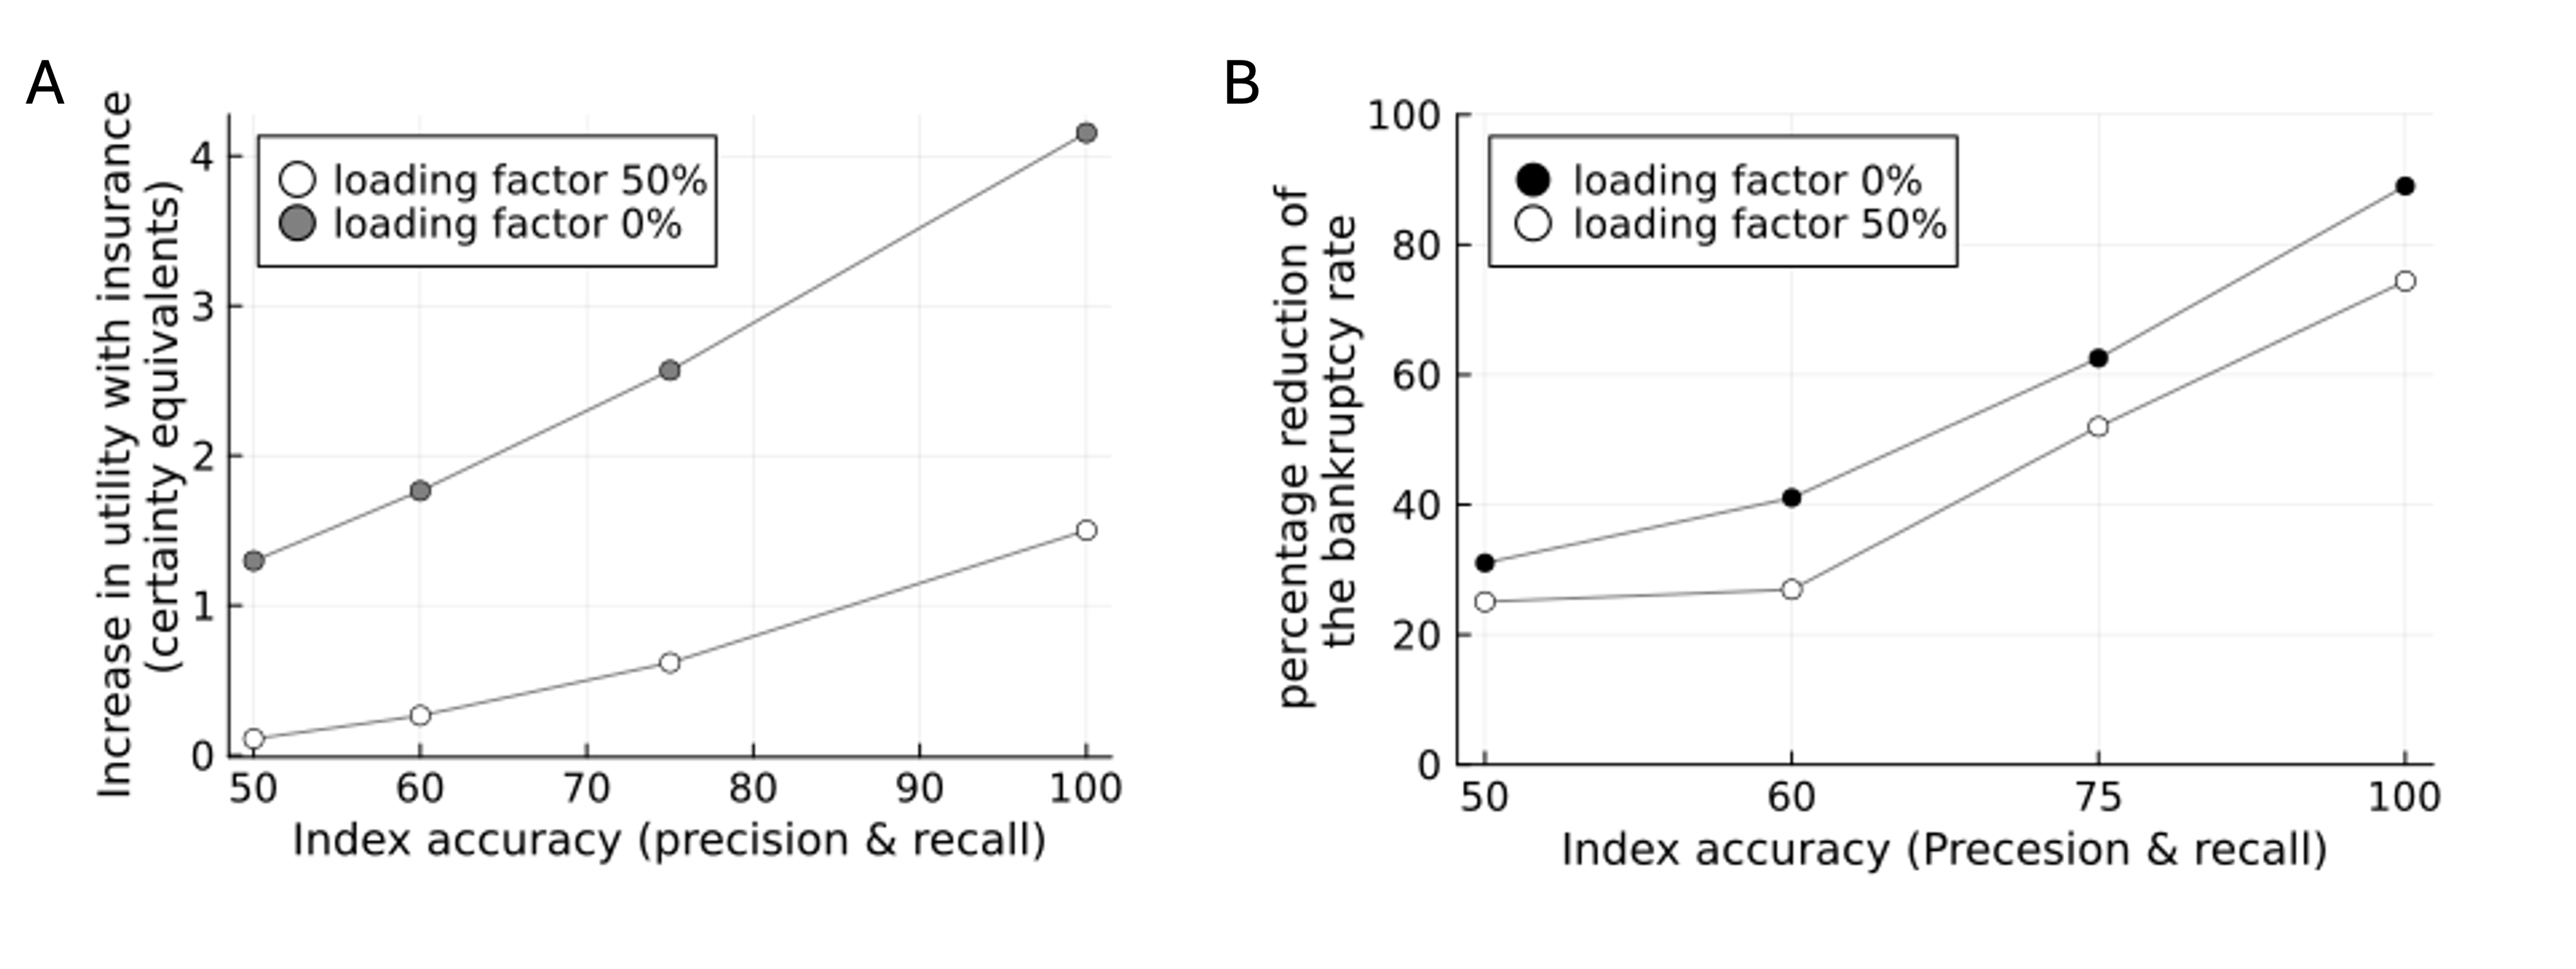 A
Increase in utility with insurance
(certainty equivalents)
4
3
2
1
0
loading factor 50%
loading factor 0%
50 60 70 80 90 100
Index accuracy (precision & recall)
B
percentage reduction of
the bankruptcy rate
100
80
60
40
20
0
loading factor 0%
loading factor 50%
50 60 75 100
Index accuracy (Precesion & recall)